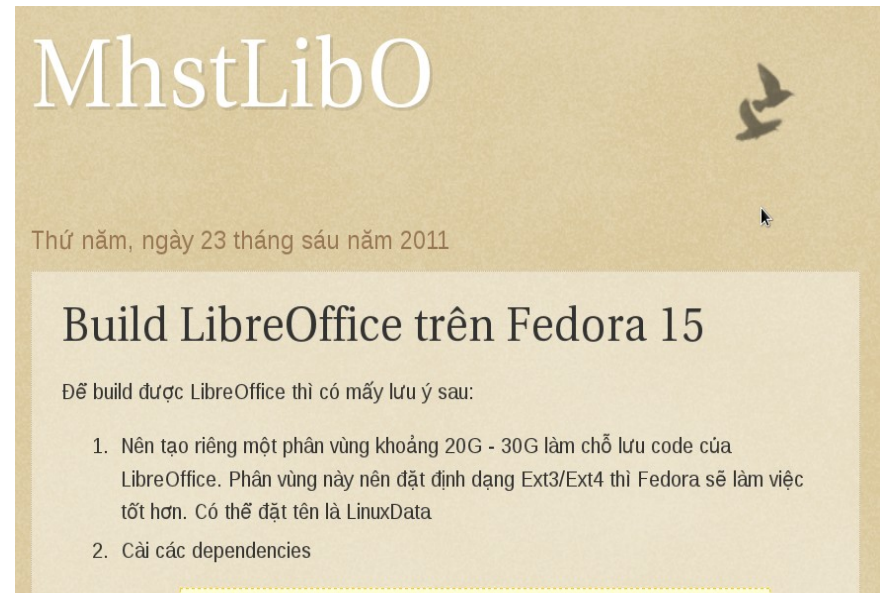 MhstLibO
Thứ năm, ngày 23 tháng sáu năm 2011
Build LibreOffice trên Fedora 15
Để build được LibreOffice thì có mấy lưu ý sau:
1. Nên tạo riêng một phân vùng khoảng 20G - 30G làm chỗ lưu code của
LibreOffice. Phân vùng này nên đặt định dạng Ext3/Ext4 thì Fedora sẽ làm việc
tốt hơn. Có thể đặt tên là LinuxData
2. Cài các dependencies